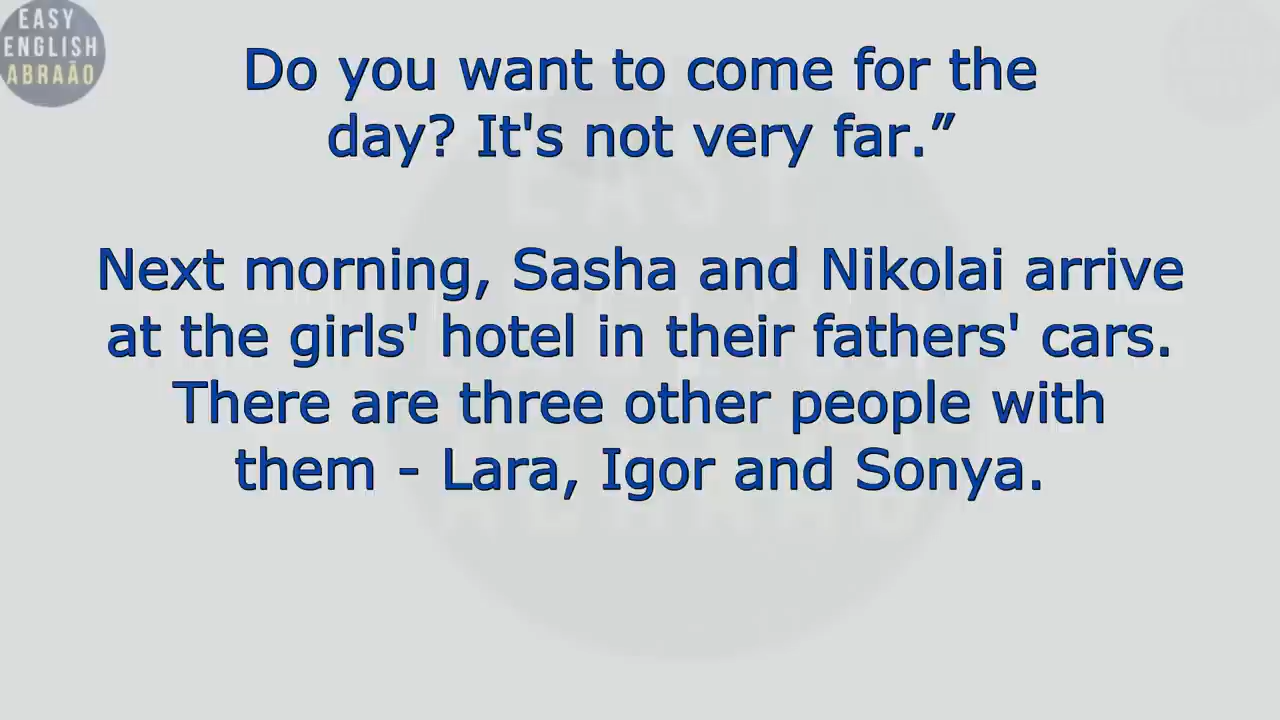 EASY
ENGLISH
ABRAÃO
Do you want to come for the
day? It's not very far.”
Next morning, Sasha and Nikolai arrive
at the girls' hotel in their fathers' cars.
There are three other people with
them - Lara, Igor and Sonya.